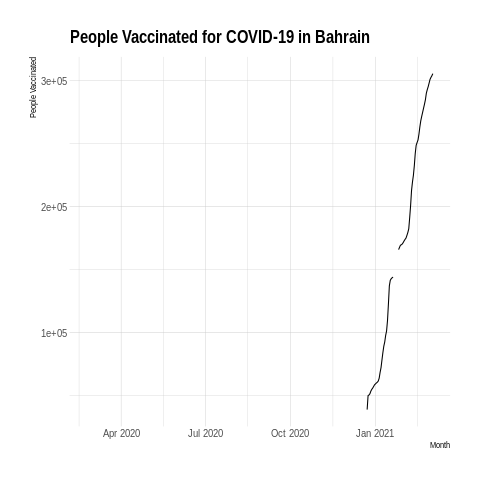 People Vaccinated for COVID-19 in Bahrain
People Vaccinated
3e+05
2e+05
1e+05
Apr 2020 Jul 2020 Oct 2020 Jan 2021
Month